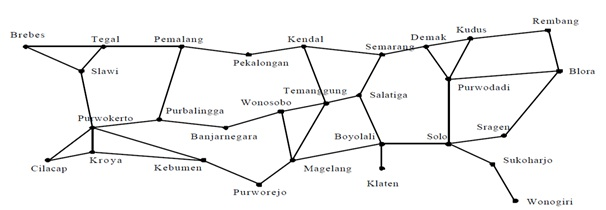 Brebes
Tegal
Pemalang
Kendal
Semarang
Demak
Kudus
Rembang
Slawi
Pekalongan
Blora
Purwodadi
Temanggung
Wonosobo
Salatiga
Purwokerto
Purbalingga
Banjarnegara
Boyolali
Solo
Sragen
Cilacap
Kroya
Kebumen
Magelang
Sukoharjo
Purworejo
Klaten
Wonogiri